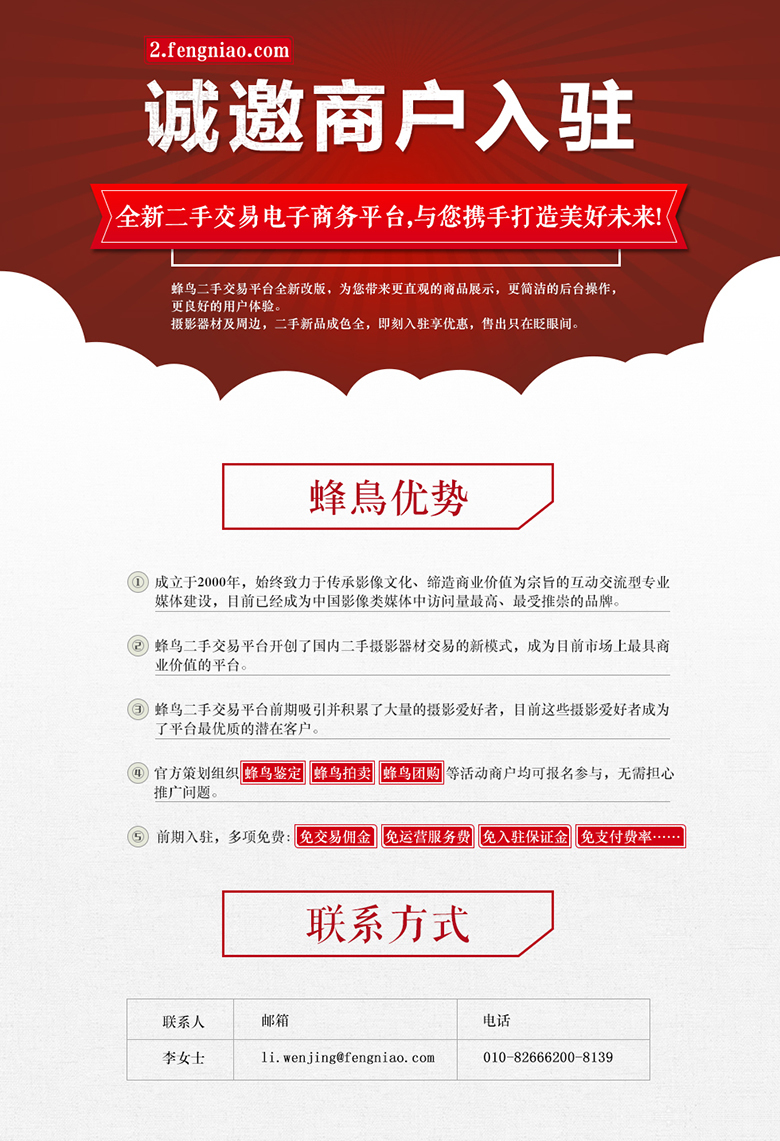 2.fengniao.com
诚邀商户入驻
全新二手交易电子商务平台,与您携手打造美好未来!
蜂鸟二手交易平台全新改版，为您带来更直观的商品展示，更简洁的后台操作，
更良好的用户体验。
摄影器材及周边，二手新品成色全，即刻入驻享优惠，售出只在眨眼间。
蜂鳥优势
① 成立于2000年，始终致力于传承影像文化、缔造商业价值为宗旨的互动交流型专业
媒体建设，目前已经成为中国影像类媒体中访问量最高、最受推崇的品牌。
② 蜂鸟二手交易平台开创了国内二手摄影器材交易的新模式，成为目前市场上最具商
业价值的平台。
③ 蜂鸟二手交易平台前期吸引并积累了大量的摄影爱好者，目前这些摄影爱好者成为
了平台最优质的潜在客户。
④ 官方策划组织 蜂鸟鉴定 蜂鸟拍卖 蜂鸟团购 等活动商户均可报名参与，无需担心
推广问题。
⑤ 前期入驻，多项免费: 免交易佣金 免运营服务费 免入驻保证金 免支付费率……
联系方式
联系人 邮箱 电话
李女士 li.wenjing@fengniao.com 010-82666200-8139